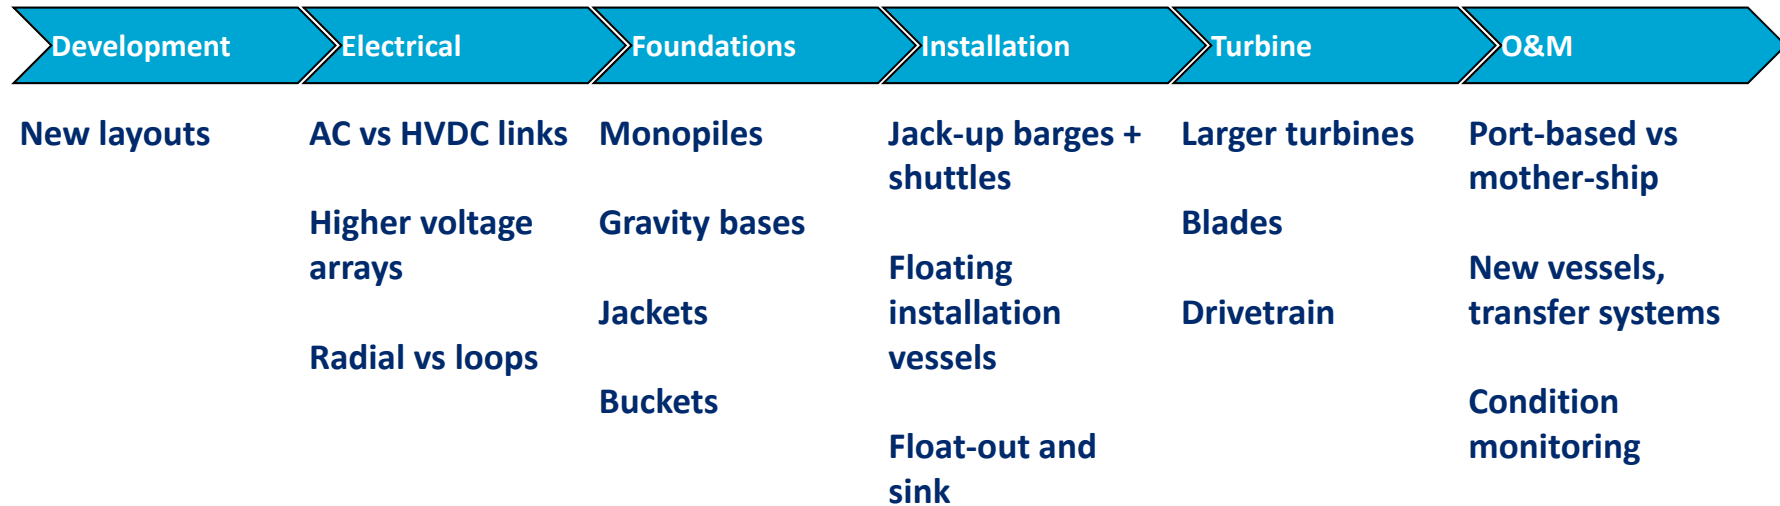 Development
Electrical
Foundations
Installation
Turbine
O&M
New layouts
AC vs HVDC links
Higher voltage
arrays
Radial vs loops
Monopiles
Gravity bases
Jackets
Buckets
Jack-up barges +
shuttles
Floating
installation
vessels
Float-out and
sink
Larger turbines
Blades
Drivetrain
Port-based vs
mother-ship
New vessels,
transfer systems
Condition
monitoring